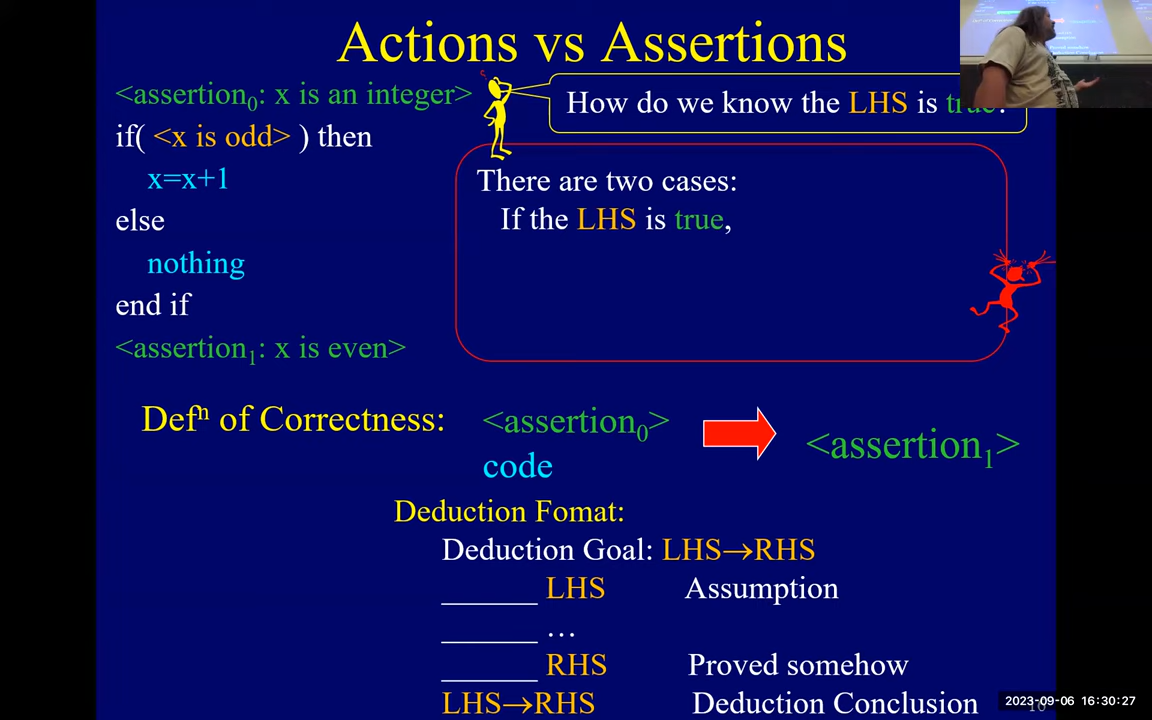 Actions vs Assertions
<assertion0: x is an integer>
if( <x is odd> ) then
x=x+1
else
nothing
end if
<assertion1: x is even>
How do we know the LHS is true?
There are two cases:
If the LHS is true,
Defn of Correctness:
<assertion0>
code
<assertion1>
Deduction Fomat:
Deduction Goal: LHS→RHS
______ LHS Assumption
______ …
______ RHS Proved somehow
LHS→RHS Deduction Conclusion
2023-09-06 16:30:27